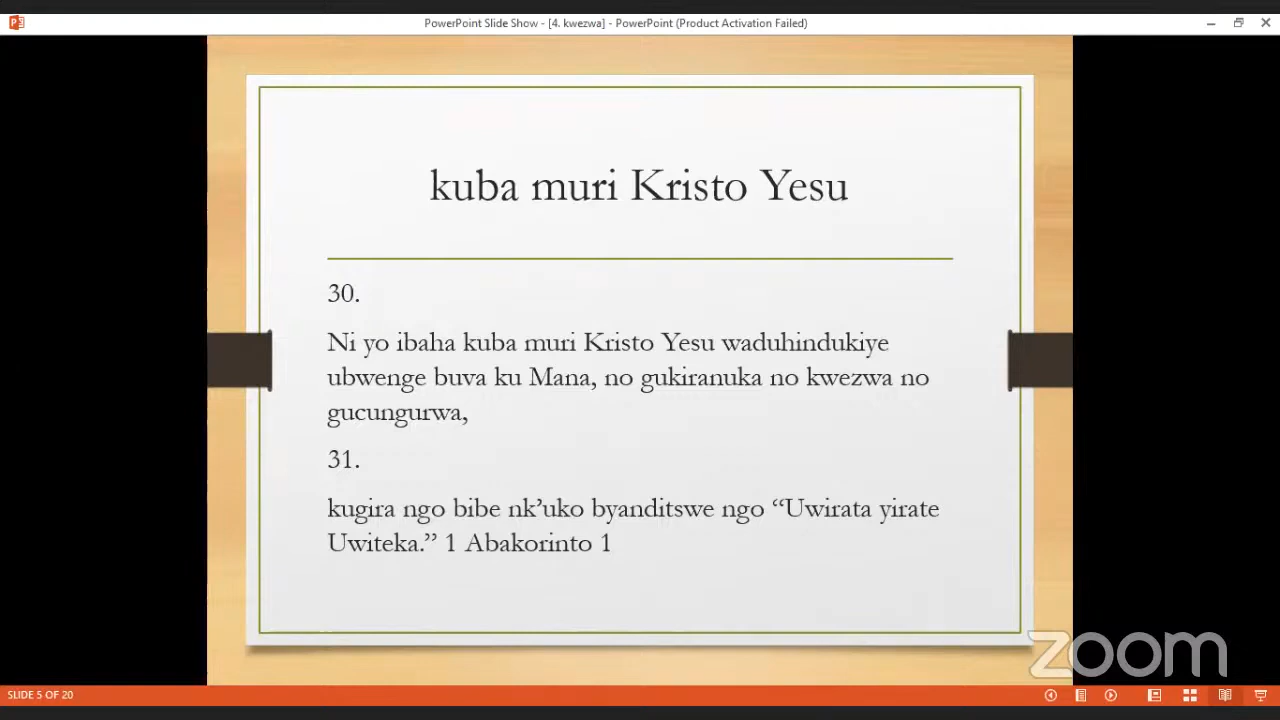 PowerPoint Slide Show - [4. kwezwa] - PowerPoint (Product Activation Failed)
kuba muri Kristo Yesu
30.
Ni yo ibaha kuba muri Kristo Yesu waduhindukiye
ubwenge buva ku Mana, no gukiranuka no kwezwa no
gucungurwa,
31.
kugira ngo bibe nk’uko byanditswe ngo “Uwirata yirate
Uwiteka.” 1 Abakorinto 1
zoom
SLIDE 5 OF 20